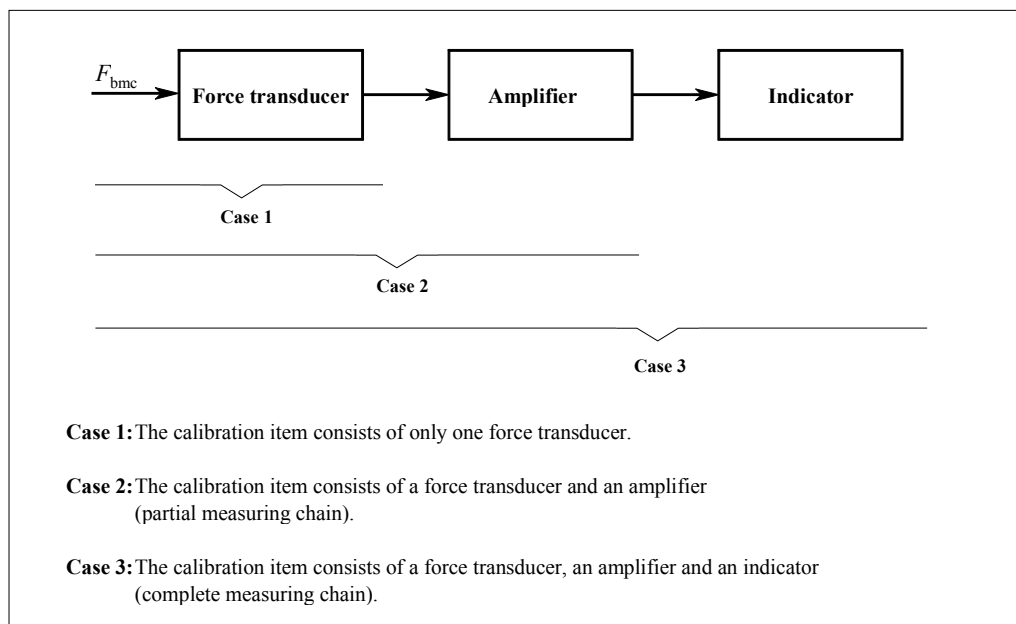 F_bmc
Force transducer
Amplifier
Indicator
Case 1
Case 2
Case 3
Case 1: The calibration item consists of only one force transducer.
Case 2: The calibration item consists of a force transducer and an amplifier
(partial measuring chain).
Case 3: The calibration item consists of a force transducer, an amplifier and an indicator
(complete measuring chain).